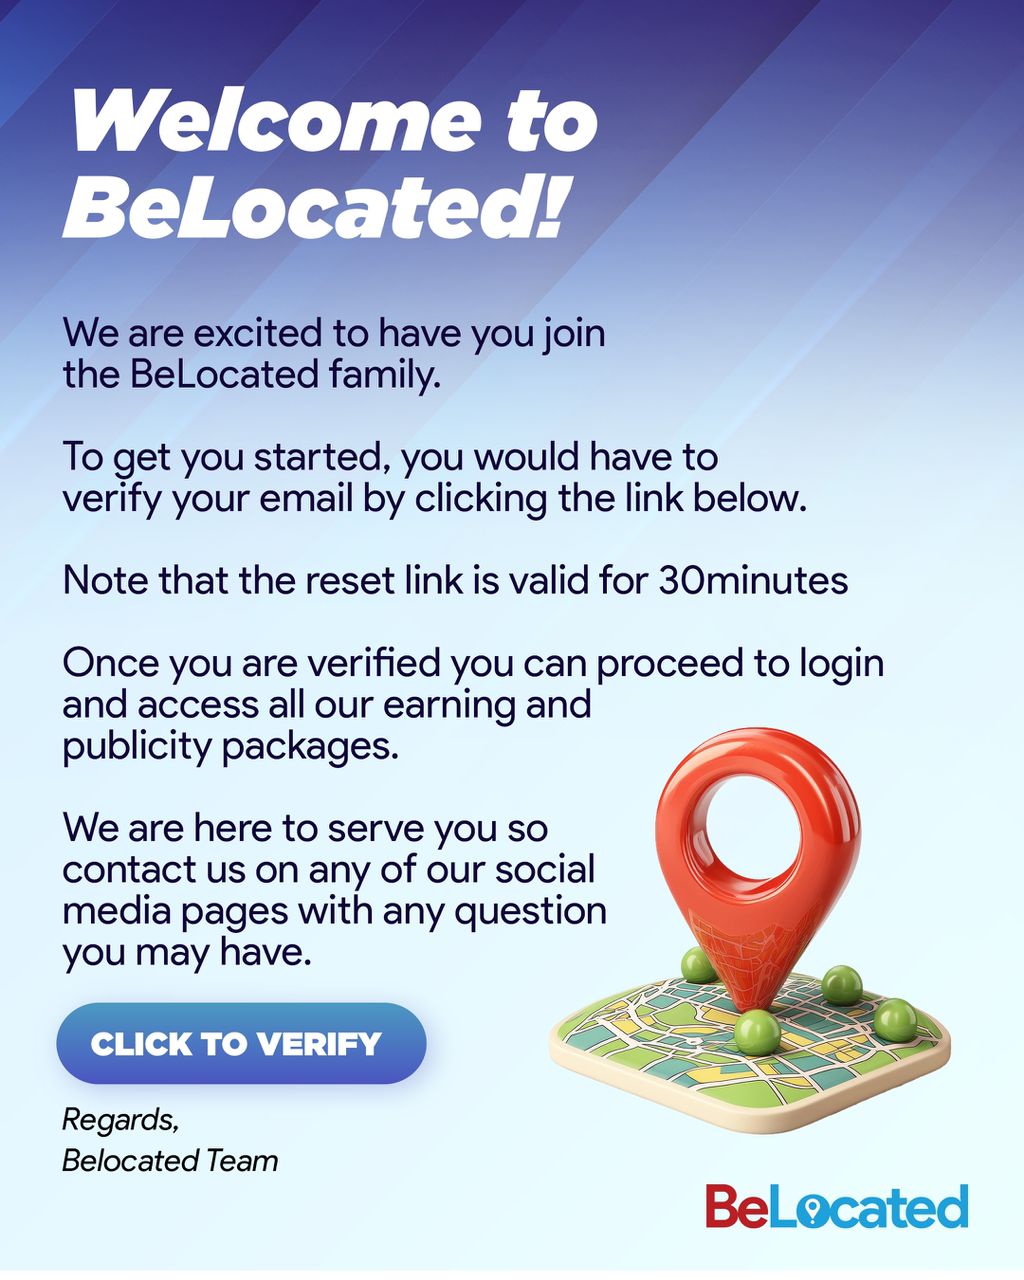 Welcome to
BeLocated!
We are excited to have you join
the BeLocated family.
To get you started, you would have to
verify your email by clicking the link below.
Note that the reset link is valid for 30minutes
Once you are verified you can proceed to login
and access all our earning and
publicity packages.
We are here to serve you so
contact us on any of our social
media pages with any question
you may have.
CLICK TO VERIFY
Regards,
Belocated Team
BeLocated